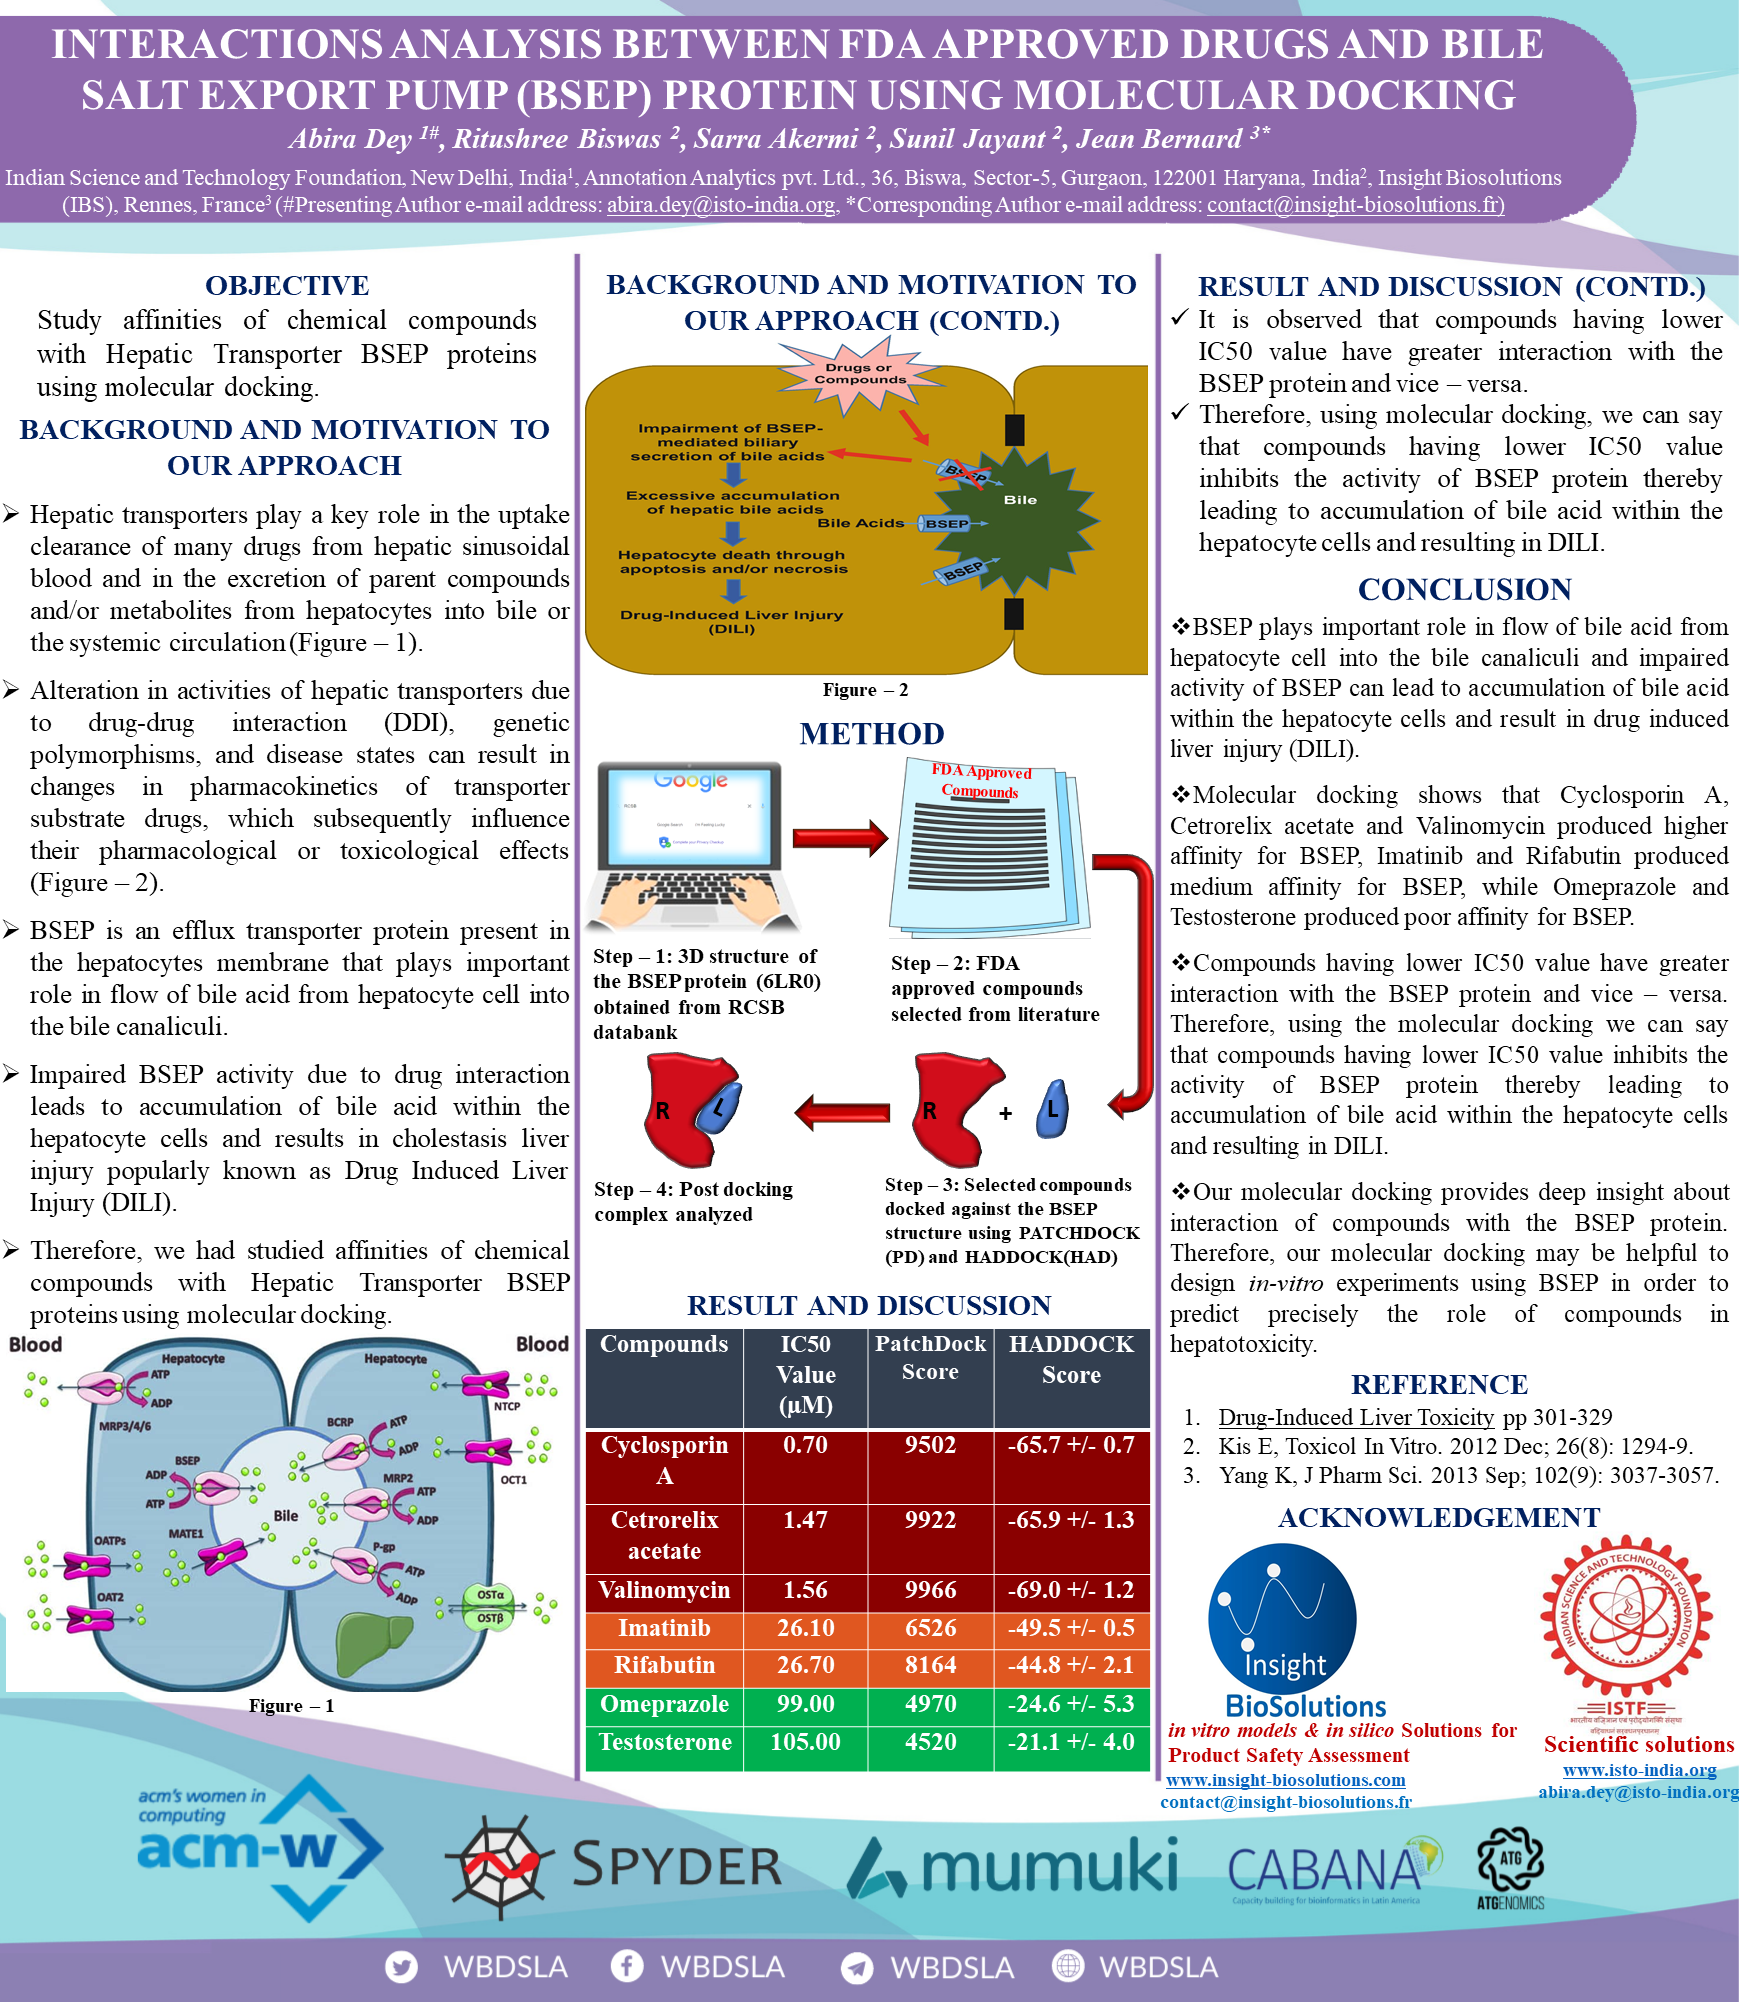 INTERACTIONS ANALYSIS BETWEEN FDA APPROVED DRUGS AND BILE
SALT EXPORT PUMP (BSEP) PROTEIN USING MOLECULAR DOCKING
Abira Dey 1#, Ritushree Biswas 2, Sarra Akermi 2, Sunil Jayant 2, Jean Bernard 3*
Indian Science and Technology Foundation, New Delhi, India1, Annotation Analytics pvt. Ltd., 36, Biswa, Sector-5, Gurgaon, 122001 Haryana, India2, Insight Biosolutions
(IBS), Rennes, France3 (#Presenting Author e-mail address: abira.dey@isto-india.org, *Corresponding Author e-mail address: contact@insight-biosolutions.fr)
OBJECTIVE
Study affinities of chemical compounds
with Hepatic Transporter BSEP proteins
using molecular docking.
BACKGROUND AND MOTIVATION TO
OUR APPROACH
➢ Hepatic transporters play a key role in the uptake
clearance of many drugs from hepatic sinusoidal
blood and in the excretion of parent compounds
and/or metabolites from hepatocytes into bile or
the systemic circulation (Figure – 1).
➢ Alteration in activities of hepatic transporters due
to drug-drug interaction (DDI), genetic
polymorphisms, and disease states can result in
changes in pharmacokinetics of transporter
substrate drugs, which subsequently influence
their pharmacological or toxicological effects
(Figure – 2).
➢ BSEP is an efflux transporter protein present in
the hepatocytes membrane that plays important
role in flow of bile acid from hepatocyte cell into
the bile canaliculi.
➢ Impaired BSEP activity due to drug interaction
leads to accumulation of bile acid within the
hepatocyte cells and results in cholestasis liver
injury popularly known as Drug Induced Liver
Injury (DILI).
➢ Therefore, we had studied affinities of chemical
compounds with Hepatic Transporter BSEP
proteins using molecular docking.
Blood
Blood
Hepatocyte
Hepatocyte
ATP
ADP
MRP3/4/6
NTCP
BCRP
ATP
ADP
BSEP
ADP
ATP
MRP2
ATP
ADP
OCT1
Bile
MATE1
OATPs
P-gp
ATP
ADP
OAT2
OSTα
OSTβ
Figure – 1
BACKGROUND AND MOTIVATION TO
OUR APPROACH (CONTD.)
Drugs or
Compounds
Impairment of BSEP-
mediated biliary
secretion of bile acids
BSEP
Bile
Excessive accumulation
of hepatic bile acids
Bile Acids
BSEP
Hepatocyte death through
apoptosis and/or necrosis
BSEP
Drug-Induced Liver Injury
(DILI)
Figure – 2
METHOD
Google
RCSB
Google Search
I'm Feeling Lucky
Complete your Privacy Checkup
FDA Approved
Compounds
Step – 1: 3D structure of
the BSEP protein (6LR0)
obtained from RCSB
databank
Step – 2: FDA
approved compounds
selected from literature
R
L
R
+
L
Step – 4: Post docking
complex analyzed
Step – 3: Selected compounds
docked against the BSEP
structure using PATCHDOCK
(PD) and HADDOCK(HAD)
RESULT AND DISCUSSION
Compounds IC50 Value (µM) PatchDock Score HADDOCK Score
Cyclosporin A 0.70 9502 -65.7 +/- 0.7
Cetrorelix acetate 1.47 9922 -65.9 +/- 1.3
Valinomycin 1.56 9966 -69.0 +/- 1.2
Imatinib 26.10 6526 -49.5 +/- 0.5
Rifabutin 26.70 8164 -44.8 +/- 2.1
Omeprazole 99.00 4970 -24.6 +/- 5.3
Testosterone 105.00 4520 -21.1 +/- 4.0
RESULT AND DISCUSSION (CONTD.)
✓ It is observed that compounds having lower
IC50 value have greater interaction with the
BSEP protein and vice – versa.
✓ Therefore, using molecular docking, we can say
that compounds having lower IC50 value
inhibits the activity of BSEP protein thereby
leading to accumulation of bile acid within the
hepatocyte cells and resulting in DILI.
CONCLUSION
❖BSEP plays important role in flow of bile acid from
hepatocyte cell into the bile canaliculi and impaired
activity of BSEP can lead to accumulation of bile acid
within the hepatocyte cells and result in drug induced
liver injury (DILI).
❖Molecular docking shows that Cyclosporin A,
Cetrorelix acetate and Valinomycin produced higher
affinity for BSEP, Imatinib and Rifabutin produced
medium affinity for BSEP, while Omeprazole and
Testosterone produced poor affinity for BSEP.
❖Compounds having lower IC50 value have greater
interaction with the BSEP protein and vice – versa.
Therefore, using the molecular docking we can say
that compounds having lower IC50 value inhibits the
activity of BSEP protein thereby leading to
accumulation of bile acid within the hepatocyte cells
and resulting in DILI.
❖Our molecular docking provides deep insight about
interaction of compounds with the BSEP protein.
Therefore, our molecular docking may be helpful to
design in-vitro experiments using BSEP in order to
predict precisely the role of compounds in
hepatotoxicity.
REFERENCE
1. Drug-Induced Liver Toxicity pp 301-329
2. Kis E, Toxicol In Vitro. 2012 Dec; 26(8): 1294-9.
3. Yang K, J Pharm Sci. 2013 Sep; 102(9): 3037-3057.
ACKNOWLEDGEMENT
Insight
BioSolutions
in vitro models & in silico Solutions for
Product Safety Assessment
www.insight-biosolutions.com
contact@insight-biosolutions.fr
INDIAN SCIENCE AND TECHNOLOGY FOUNDATION
ISTF
Scientific solutions
www.isto-india.org
abira.dey@isto-india.org
acm's women in
computing
acm-w
SPYDER
mumuki
CABANA
Capacity building for bioinformatics in Latin America
ATG
ATGENOMICS
WBDSLA
WBDSLA
WBDSLA
WBDSLA